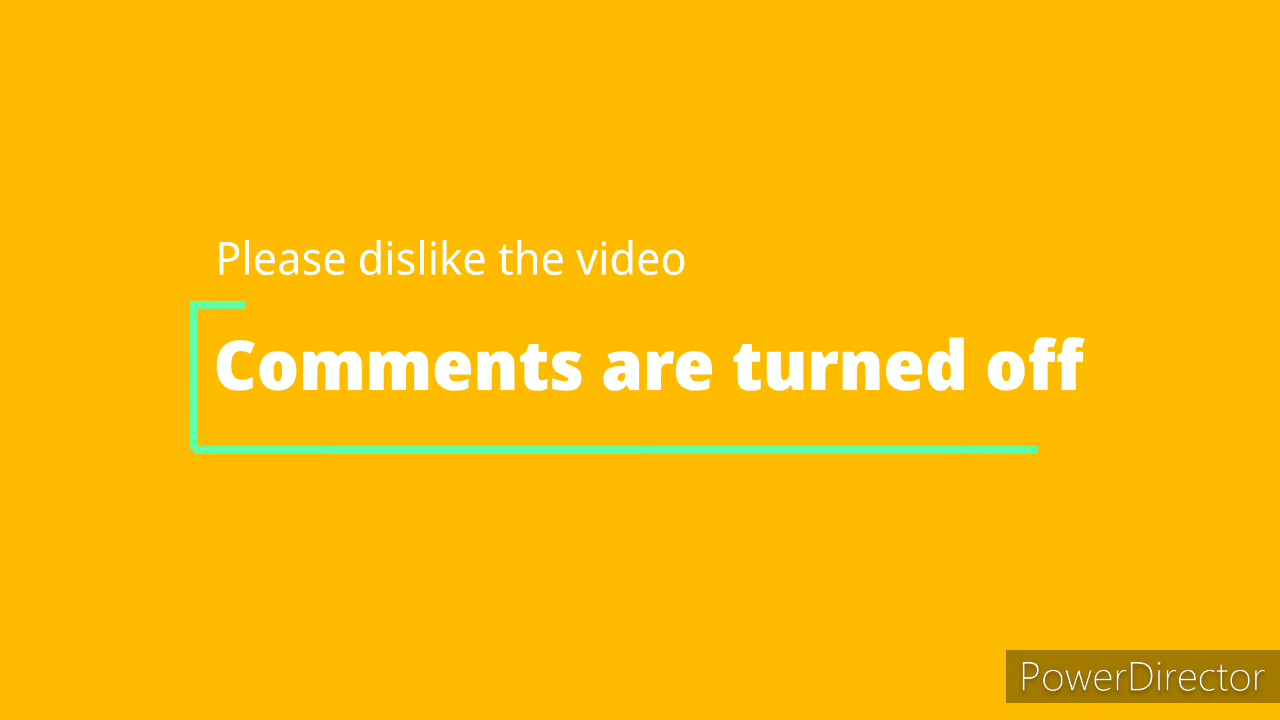 Please dislike the video
Comments are turned off
PowerDirector